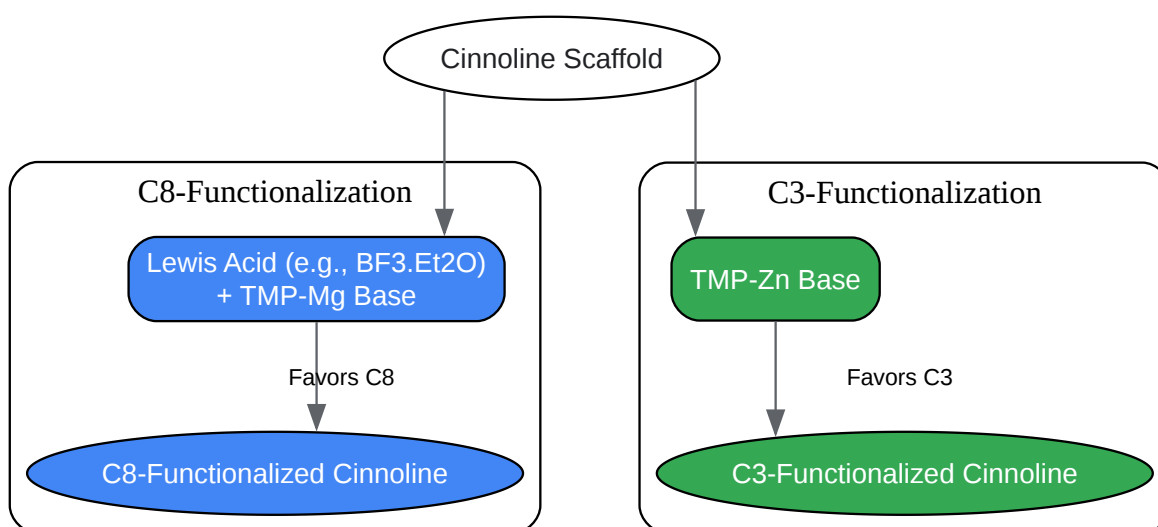 Cinnoline Scaffold
C8-Functionalization
C3-Functionalization
Lewis Acid (e.g., BF3.Et2O)
+ TMP-Mg Base
TMP-Zn Base
Favors C8
Favors C3
C8-Functionalized Cinnoline
C3-Functionalized Cinnoline